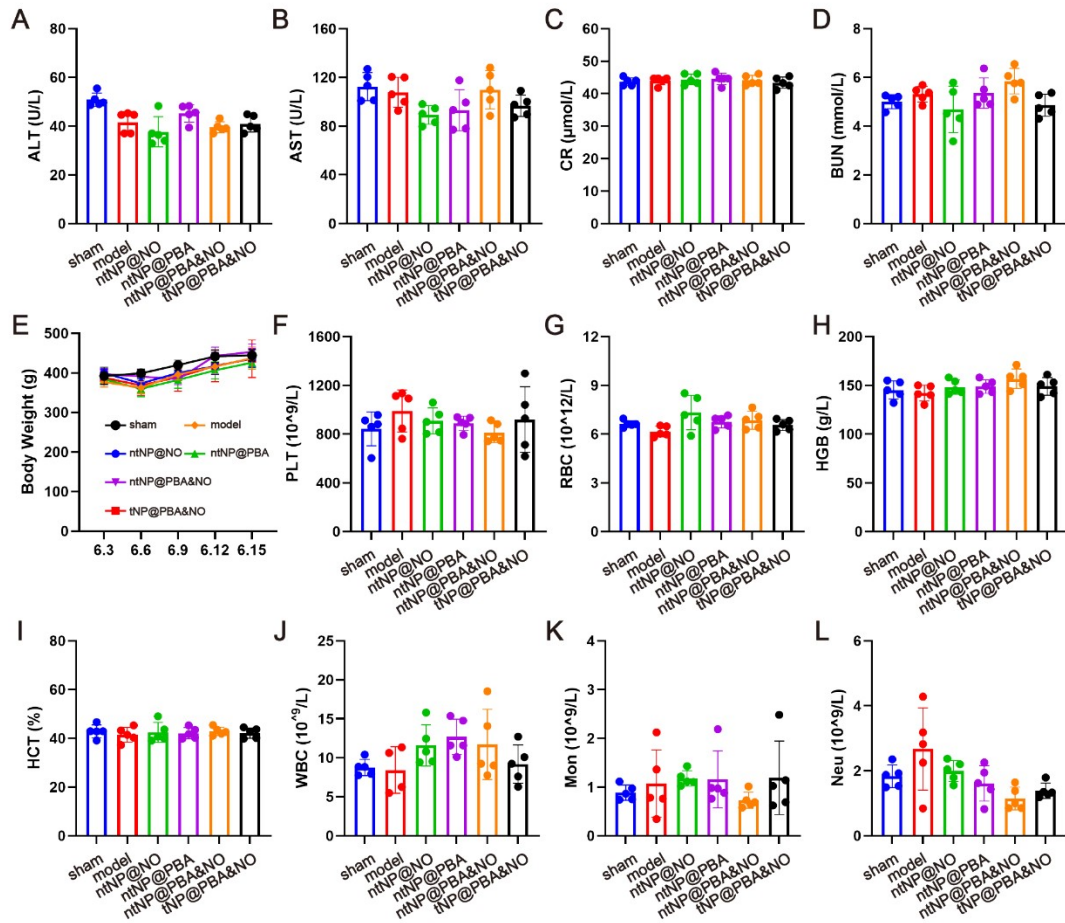 A
ALT (U/L)
80
60
40
20
0
sham
model
ntNP@NO
ntNP@PBA
ntNP@PBA&NO
tNP@PBA&NO
B
AST (U/L)
160
120
80
40
0
sham
model
ntNP@NO
ntNP@PBA
ntNP@PBA&NO
tNP@PBA&NO
C
CR (μmol/L)
60
50
40
30
20
10
0
sham
model
ntNP@NO
ntNP@PBA
ntNP@PBA&NO
tNP@PBA&NO
D
BUN (mmol/L)
8
6
4
2
0
sham
model
ntNP@NO
ntNP@PBA
ntNP@PBA&NO
tNP@PBA&NO
E
Body Weight (g)
500
400
300
200
100
0
sham
model
ntNP@NO
ntNP@PBA
ntNP@PBA&NO
tNP@PBA&NO
6.3 6.6 6.9 6.12 6.15
F
PLT (10^9/L)
1600
1200
800
400
0
sham
model
ntNP@NO
ntNP@PBA
ntNP@PBA&NO
tNP@PBA&NO
G
RBC (10^12/L)
12
9
6
3
0
sham
model
ntNP@NO
ntNP@PBA
ntNP@PBA&NO
tNP@PBA&NO
H
HGB (g/L)
200
150
100
50
0
sham
model
ntNP@NO
ntNP@PBA
ntNP@PBA&NO
tNP@PBA&NO
I
HCT (%)
80
60
40
20
0
sham
model
ntNP@NO
ntNP@PBA
ntNP@PBA&NO
tNP@PBA&NO
J
WBC (10^9/L)
25
20
15
10
5
0
sham
model
ntNP@NO
ntNP@PBA
ntNP@PBA&NO
tNP@PBA&NO
K
Mon (10^9/L)
4
3
2
1
0
sham
model
ntNP@NO
ntNP@PBA
ntNP@PBA&NO
tNP@PBA&NO
L
Neu (10^9/L)
6
4
2
0
sham
model
ntNP@NO
ntNP@PBA
ntNP@PBA&NO
tNP@PBA&NO